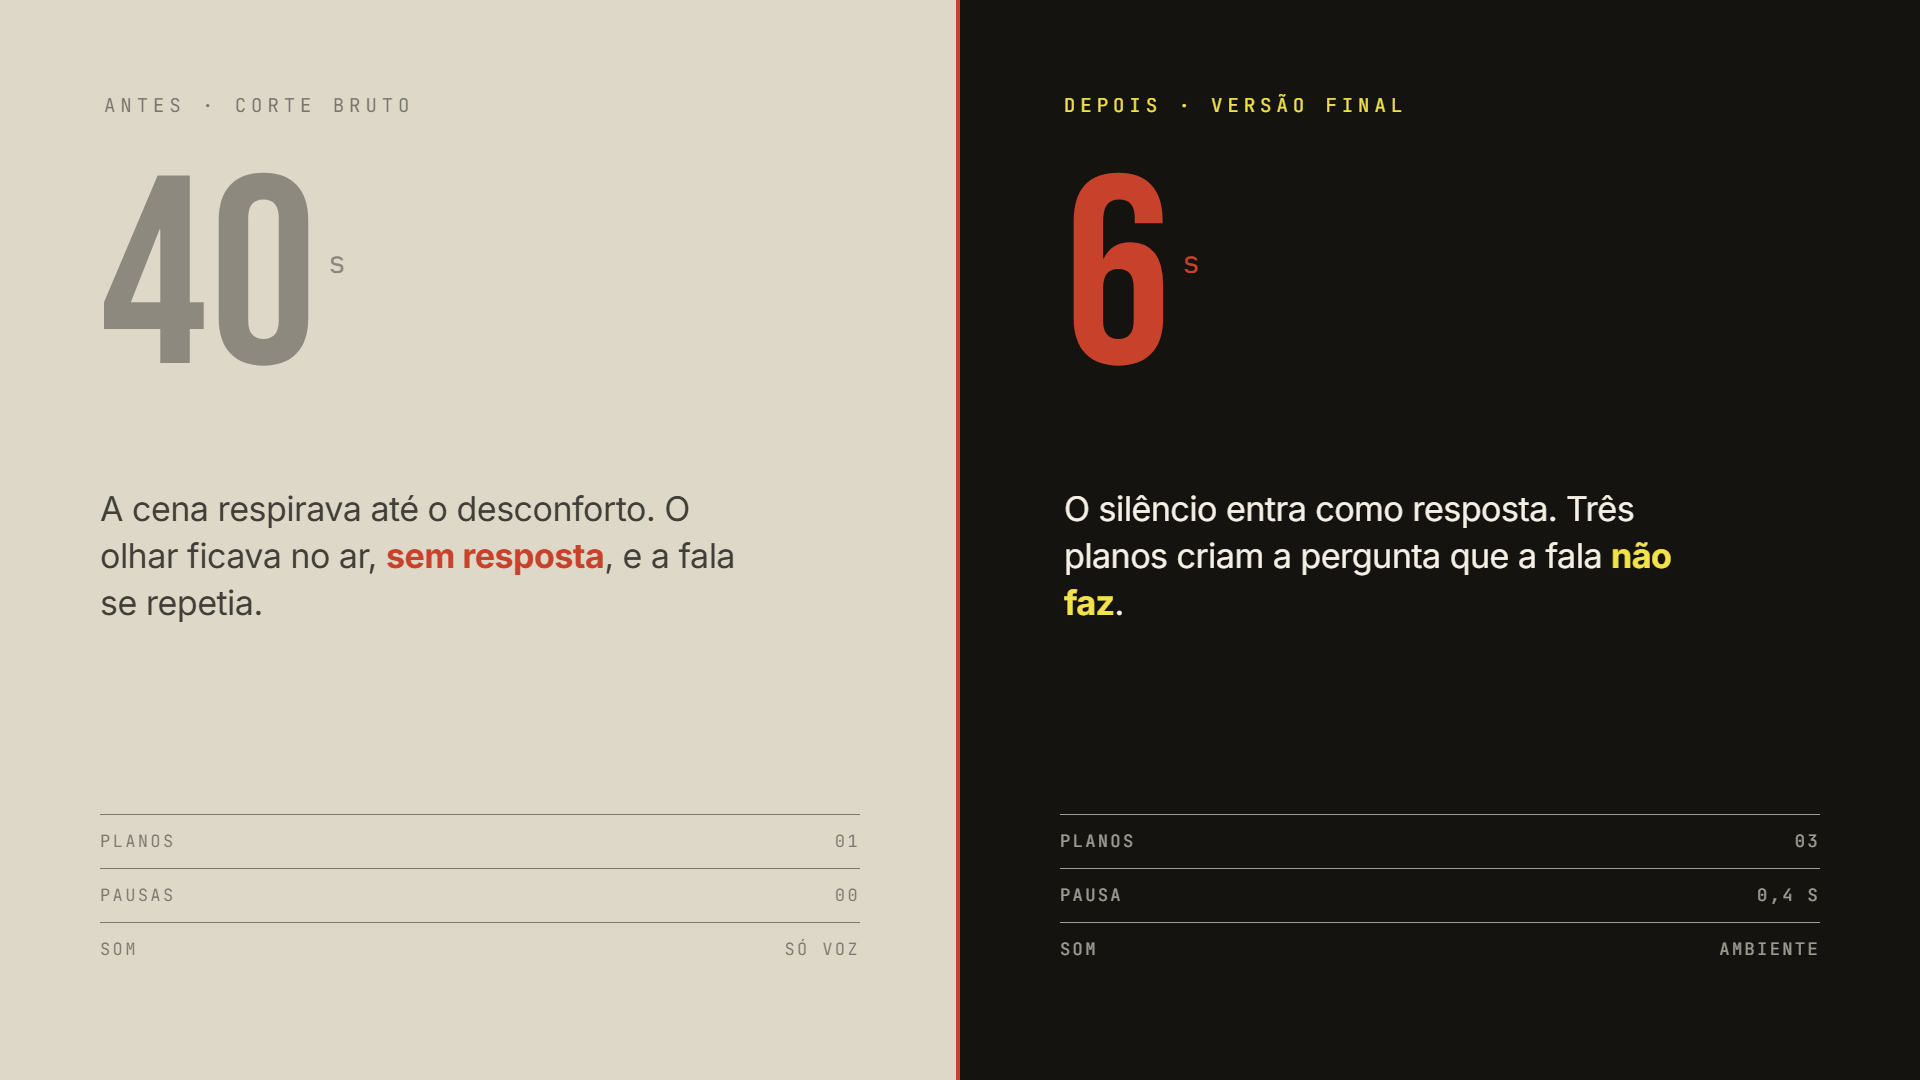 ANTES · CORTE BRUTO
40 s
A cena respirava até o desconforto. O
olhar ficava no ar, sem resposta, e a fala
se repetia.
PLANOS 01
PAUSAS 00
SOM SÓ VOZ
DEPOIS · VERSÃO FINAL
6 s
O silêncio entra como resposta. Três
planos criam a pergunta que a fala não
faz.
PLANOS 03
PAUSA 0,4 S
SOM AMBIENTE